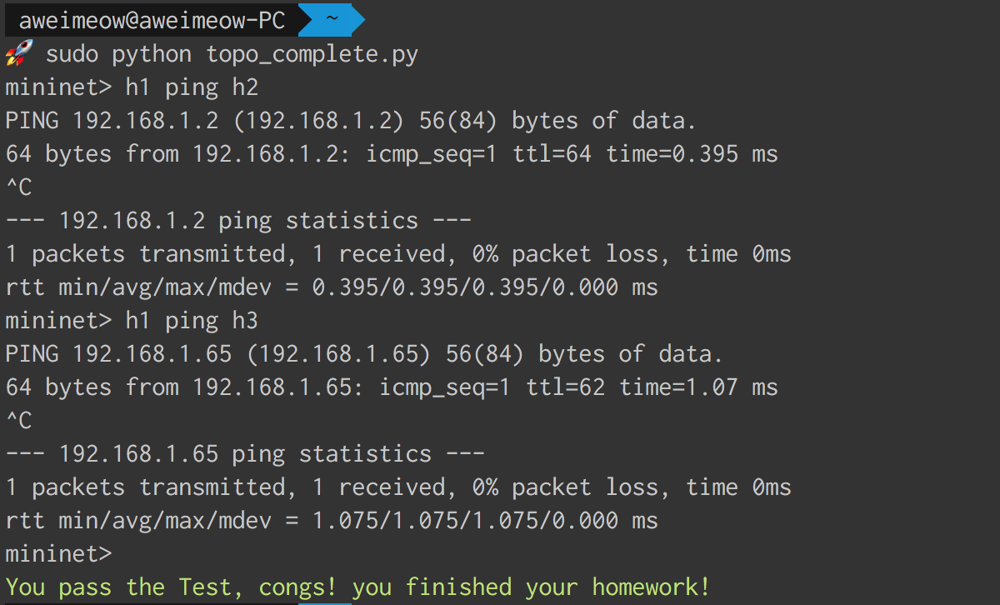 aweimeow@aweimeow-PC ~
🚀 sudo python topo_complete.py
mininet> h1 ping h2
PING 192.168.1.2 (192.168.1.2) 56(84) bytes of data.
64 bytes from 192.168.1.2: icmp_seq=1 ttl=64 time=0.395 ms
^C
--- 192.168.1.2 ping statistics ---
1 packets transmitted, 1 received, 0% packet loss, time 0ms
rtt min/avg/max/mdev = 0.395/0.395/0.395/0.000 ms
mininet> h1 ping h3
PING 192.168.1.65 (192.168.1.65) 56(84) bytes of data.
64 bytes from 192.168.1.65: icmp_seq=1 ttl=62 time=1.07 ms
^C
--- 192.168.1.65 ping statistics ---
1 packets transmitted, 1 received, 0% packet loss, time 0ms
rtt min/avg/max/mdev = 1.075/1.075/1.075/0.000 ms
mininet>
You pass the Test, congs! you finished your homework!